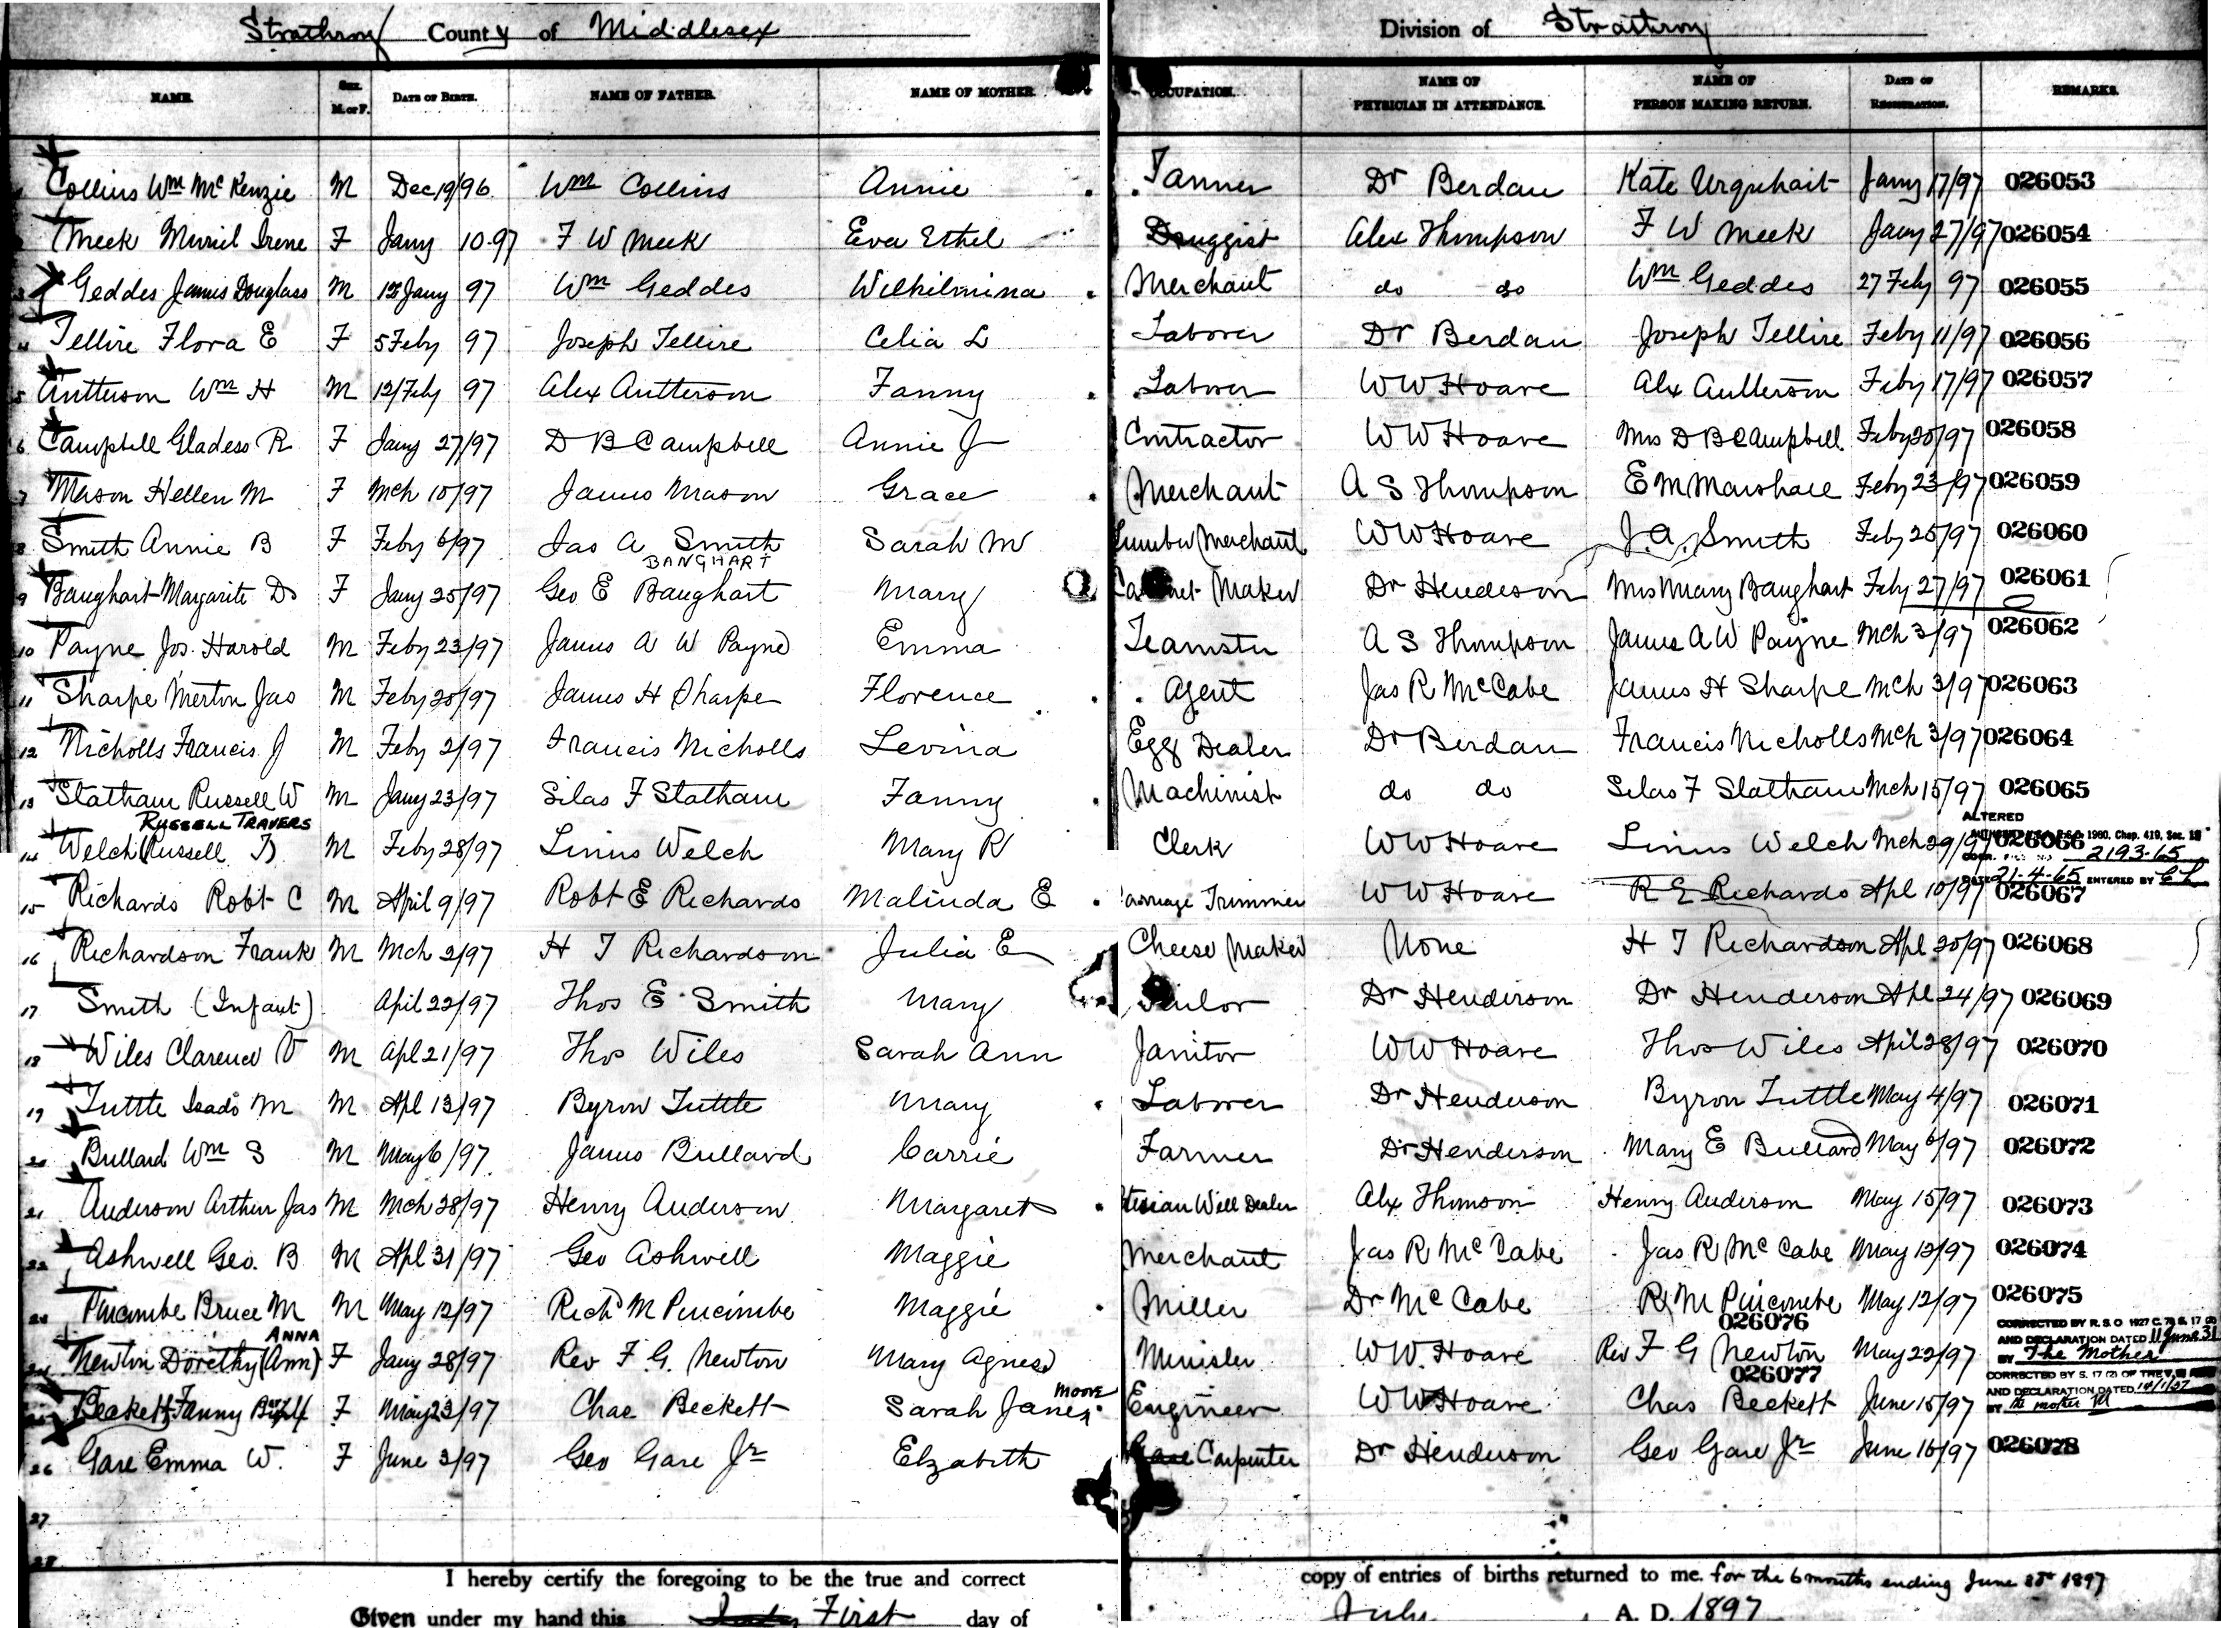 Strathroy County of Middlesex Division of Strathroy
NAME SEX. M. or F. DATE OF BIRTH. NAME OF FATHER. NAME OF MOTHER OCCUPATION. NAME OF PHYSICIAN IN ATTENDANCE. NAME OF PERSON MAKING RETURN. DATE OF REGISTRATION. REMARKS.
Collins Wm McKenzie M Dec 19/96 Wm Collins Annie Tanner Dr Berdan Kate Urquhart Jany 17/97 026053
Meek Muriel Irene F Jany 10.97 F W Meek Eva Ethel Druggist Alex Thompson F W Meek Jany 27/97 026054
3 Geddes James Douglass M 12 Jany 97 Wm Geddes Wilhilmina Merchant do do Wm Geddes 27 Feby 97 026055
4 Tellire Flora E F 5 Feby 97 Joseph Tellire Celia L Laborer Dr Berdan Joseph Tellire Feby 11/97 026056
5 Autterson Wm H M 12/Feby 97 Alex Autterson Fanny Laborer W W Hoare Alex Autterson Feby 17/97 026057
6 Campbell Gladess R F Jany 27/97 D B Campbell Annie J Contractor W W Hoare Mrs D B Campbell Feby 20/97 026058
7 Mason Hellen M F Mch 10/97 James Mason Grace Merchant A S Thompson E M Marshall Feby 23/97 026059
8 Smith Annie B F Feby 6/97 Jas A Smith Sarah M Lumber Merchant W W Hoare J. A. Smith Feby 25/97 026060
BANGHART
9 Banghart Margarite D F Jany 25/97 Geo E Banghart Mary Cabinet Maker Dr Henderson Mrs Mary Banghart Feby 27/97 026061
10 Payne Jos. Harold M Feby 23/97 James A W Payne Emma Teamster A S Thompson James A W Payne Mch 3/97 026062
11 Sharpe Merton Jas M Feby 20/97 James H Sharpe Florence Agent Jas R McCabe James H Sharpe Mch 3/97 026063
12 Nicholls Francis J M Feby 2/97 Francis Nicholls Levina Egg Dealer Dr Berdan Francis Nicholls Mch 3/97 026064
13 Statham Russell W M Jany 23/97 Silas F Statham Fanny Machinist do do Silas F Statham Mch 15/97 026065
RUSSELL TRAVERS ALTERED
14 Welch (Russell T) M Feby 28/97 Linus Welch Mary R Clerk W W Hoare Linus Welch Mch 29/97 026066 1960, Chap. 419, Sec. 2193-65
DATE 21-4-65 ENTERED BY
15 Richards Robt C M April 9/97 Robt E Richards Malinda E Carriage Trimmer W W Hoare R E Richards Apl 10/97 026067
16 Richardson Frank M Mch 2/97 H T Richardson Julia E Cheese Maker None H T Richardson Apl 20/97 026068
17 Smith (Infant) April 22/97 Thos E Smith Mary Tailor Dr Henderson Dr Henderson Apl 24/97 026069
18 Wiles Clarence V M Apl 21/97 Thos Wiles Sarah Ann Janitor W W Hoare Thos Wiles April 28/97 026070
19 Tuttle Isado M M Apl 13/97 Byron Tuttle Mary Laborer Dr Henderson Byron Tuttle May 4/97 026071
20 Bullard Wm S M May 6/97 James Bullard Carrie Farmer Dr Henderson Mary E Bullard May 6/97 026072
21 Anderson Arthur Jas M Mch 28/97 Henry Anderson Margaret tesian Well Dealer Alex Thomson Henry Anderson May 15/97 026073
22 Ashwell Geo. B M Apl 31/97 Geo Ashwell Maggie Merchant Jas R McCabe Jas R McCabe May 12/97 026074
23 Pincombe Bruce M M May 12/97 Richd M Pincombe Maggie Miller Dr McCabe R M Pincombe May 12/97 026075
ANNA 026076 CORRECTED BY R. S. O 1927 C. 78 S. 17
24 Newton Dorethy (Ann) F Jany 28/97 Rev F. G. Newton Mary Agnes Minister W W. Hoare Rev F G Newton May 22/97 AND DECLARATION DATED 11 June 31 BY The Mother
026077 CORRECTED BY S. 17 (2) OF THE
25 Beckett Fanny F May 23/97 Chas Beckett Sarah Jane Moore Engineer W W Hoare Chas Beckett June 15/97 AND DECLARATION DATED BY the mother
26 Gare Emma W. F June 3/97 Geo Gare Jr Elzabeth Gare Carpenter Dr Henderson Geo Gare Jr June 16/97 026078
27
28
I hereby certify the foregoing to be the true and correct copy of entries of births returned to me. for the 6 months ending June 1897
Given under my hand this First day of July A. D. 1897